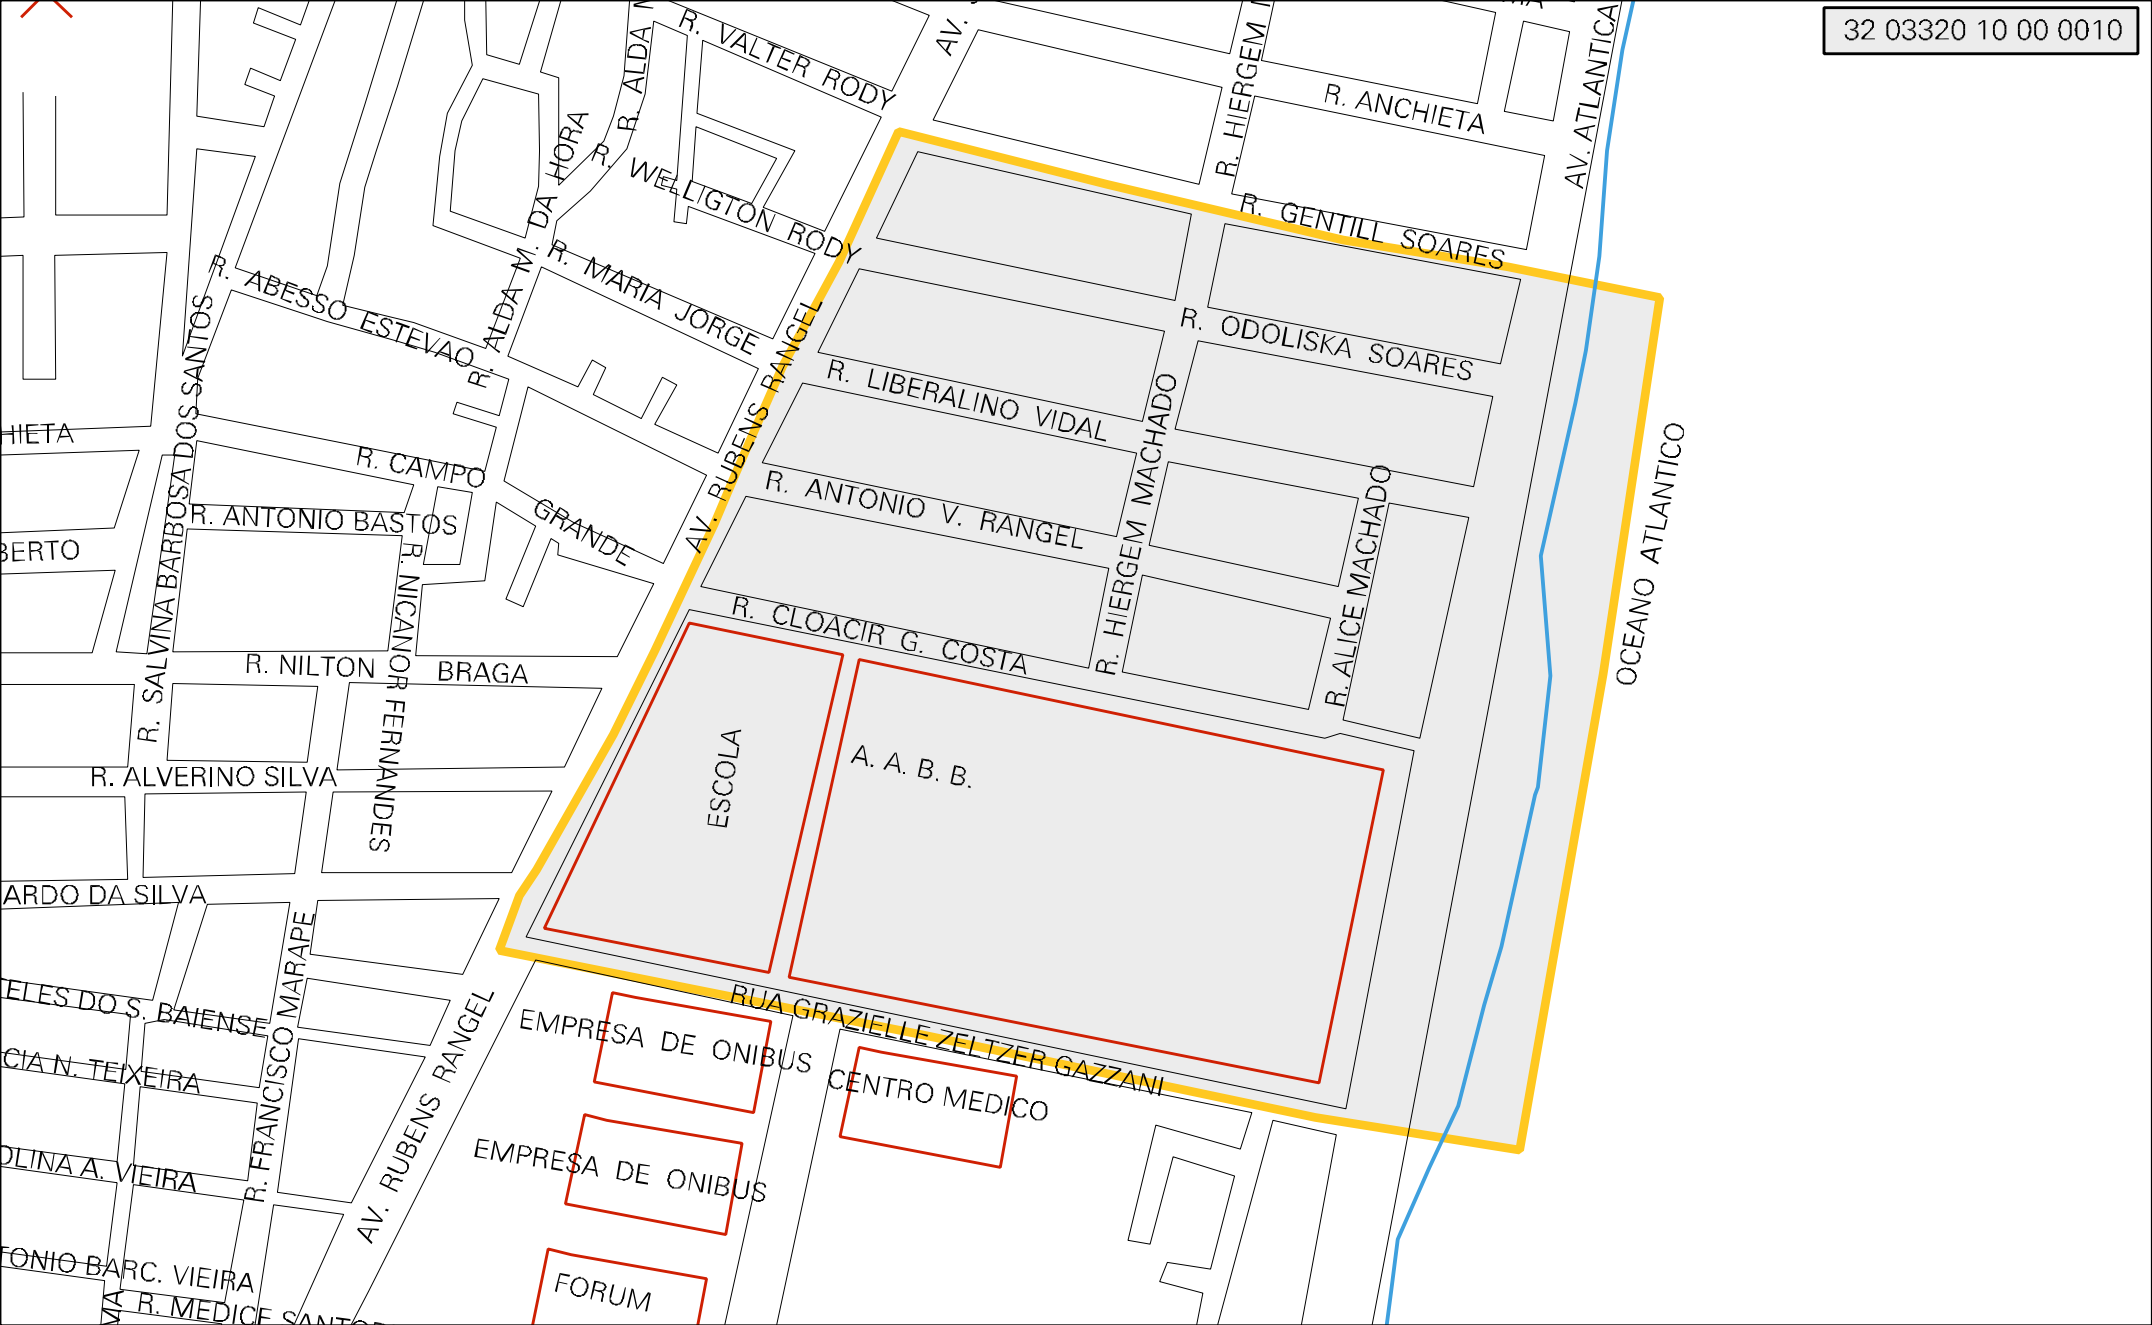 32 03320 10 00 0010
R. VALTER RODY
AV.
R. HIERGEM
R. ANCHIETA
AV. ATLANTICA
R. ALDA
R. WELLIGTON RODY
R. GENTILL SOARES
R. ALDA M. DA HORA
R. MARIA JORGE
R. ABESSO ESTEVAO
R. ODOLISKA SOARES
R. LIBERALINO VIDAL
AV. RUBENS RANGEL
HIETA
R. CAMPO GRANDE
R. ANTONIO V. RANGEL
R. HIERGEM MACHADO
R. ALICE MACHADO
OCEANO ATLANTICO
R. SALVINA BARBOSA DOS SANTOS
R. ANTONIO BASTOS
BERTO
R. NICANOR FERNANDES
R. CLOACIR G. COSTA
R. NILTON BRAGA
ESCOLA
A. A. B. B.
R. ALVERINO SILVA
ARDO DA SILVA
R. FRANCISCO MARAPE
TELES DO S. BAIENSE
RUA GRAZIELLE ZELTZER GAZZANI
EMPRESA DE ONIBUS
CENTRO MEDICO
CIA N. TEIXEIRA
AV. RUBENS RANGEL
EMPRESA DE ONIBUS
OLINA A. VIEIRA
TONIO BARC. VIEIRA
FORUM
R. MEDICE SANTOS
MA